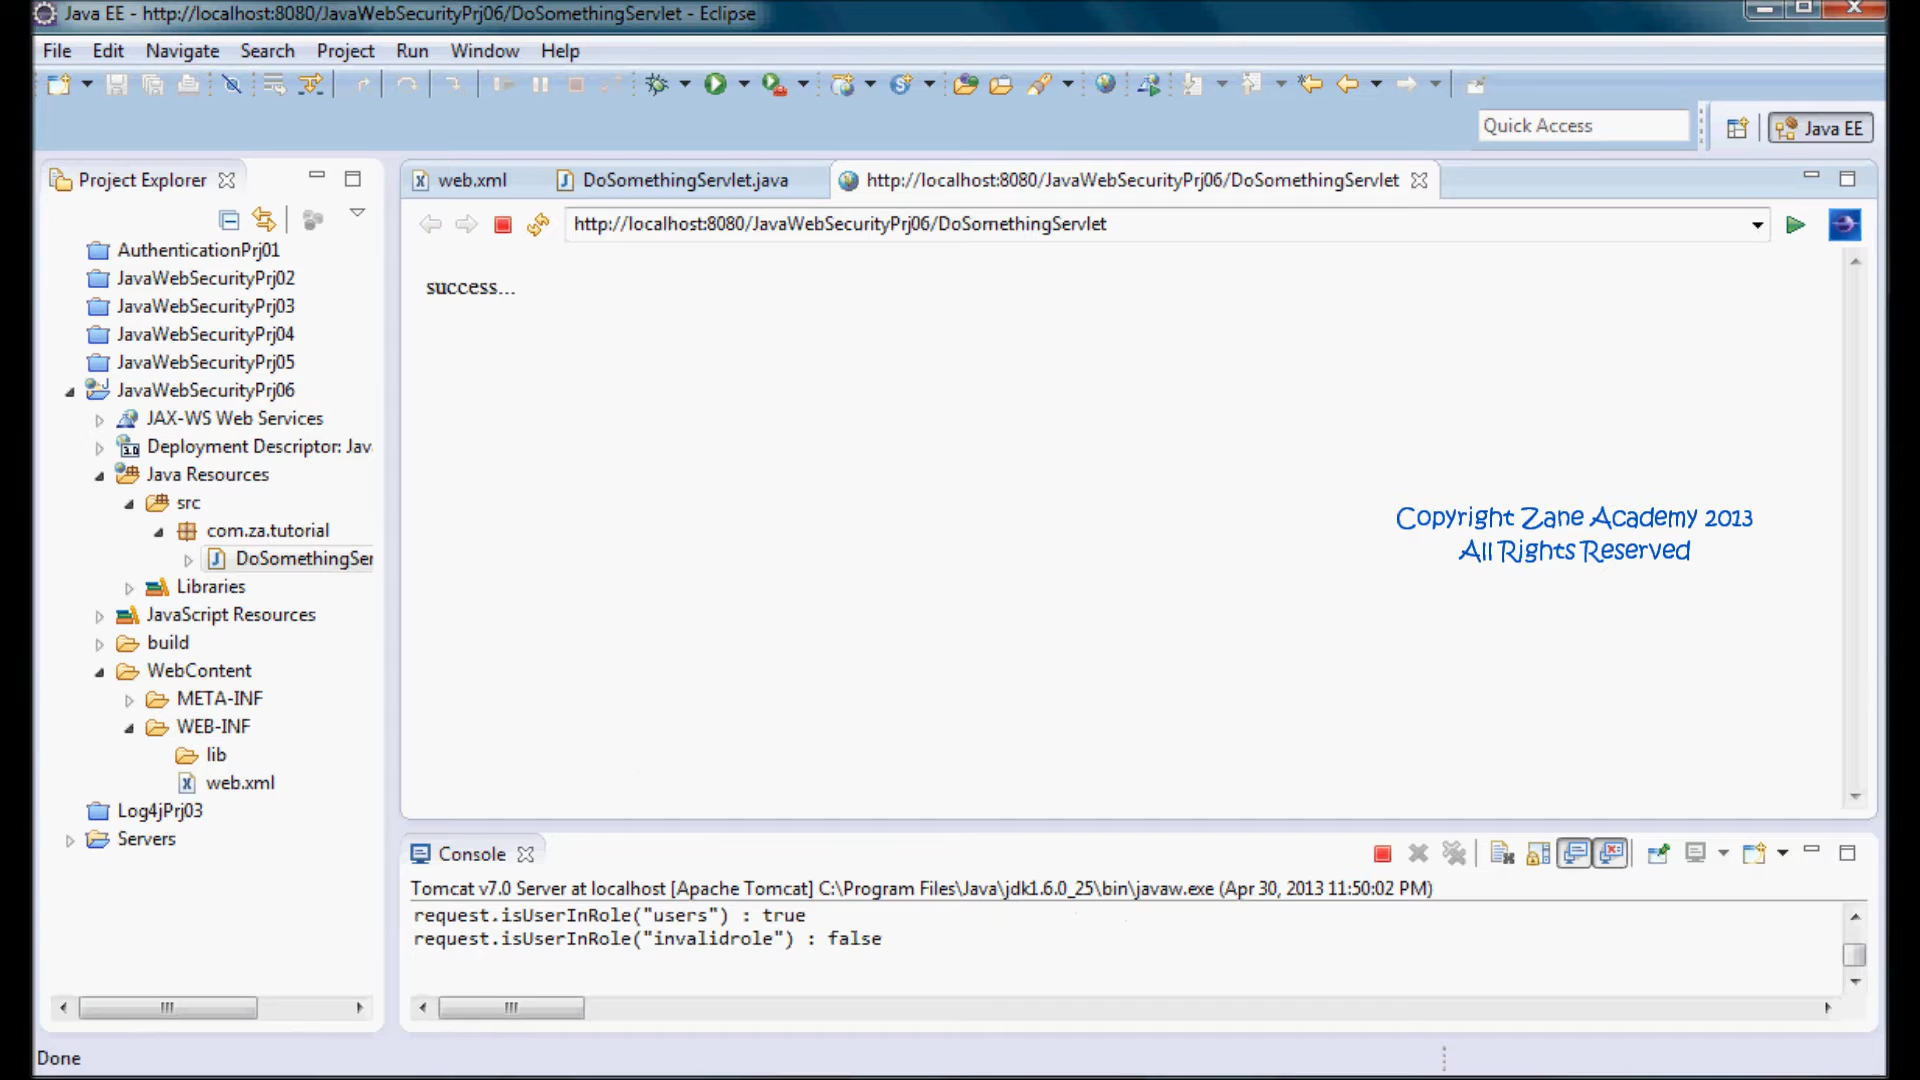 Java EE - http://localhost:8080/JavaWebSecurityPrj06/DoSomethingServlet - Eclipse
File Edit Navigate Search Project Run Window Help
Quick Access
Java EE
Project Explorer
web.xml
DoSomethingServlet.java
http://localhost:8080/JavaWebSecurityPrj06/DoSomethingServlet
http://localhost:8080/JavaWebSecurityPrj06/DoSomethingServlet
AuthenticationPrj01
JavaWebSecurityPrj02
JavaWebSecurityPrj03
JavaWebSecurityPrj04
JavaWebSecurityPrj05
JavaWebSecurityPrj06
JAX-WS Web Services
Deployment Descriptor: Jav
Java Resources
src
com.za.tutorial
DoSomethingSer
Libraries
JavaScript Resources
build
WebContent
META-INF
WEB-INF
lib
web.xml
Log4jPrj03
Servers
success...
Copyright Zane Academy 2013
All Rights Reserved
Console
Tomcat v7.0 Server at localhost [Apache Tomcat] C:\Program Files\Java\jdk1.6.0_25\bin\javaw.exe (Apr 30, 2013 11:50:02 PM)
request.isUserInRole("users") : true
request.isUserInRole("invalidrole") : false
Done